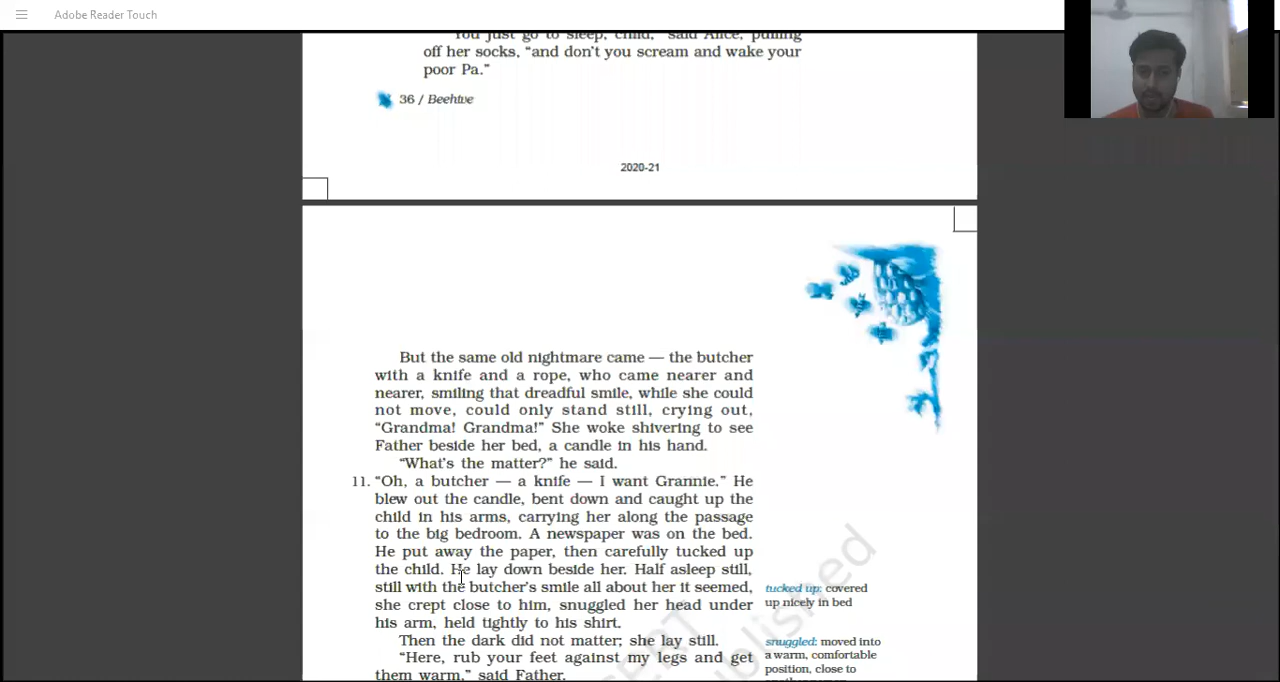 Adobe Reader Touch
"You just go to sleep, child," said Alice, pulling
off her socks, "and don't you scream and wake your
poor Pa."
36 / Beehive
2020-21
But the same old nightmare came — the butcher
with a knife and a rope, who came nearer and
nearer, smiling that dreadful smile, while she could
not move, could only stand still, crying out,
"Grandma! Grandma!" She woke shivering to see
Father beside her bed, a candle in his hand.
"What's the matter?" he said.
11. "Oh, a butcher — a knife — I want Grannie." He
blew out the candle, bent down and caught up the
child in his arms, carrying her along the passage
to the big bedroom. A newspaper was on the bed.
He put away the paper, then carefully tucked up
the child. He lay down beside her. Half asleep still,
still with the butcher's smile all about her it seemed,
she crept close to him, snuggled her head under
his arm, held tightly to his shirt.
Then the dark did not matter; she lay still.
"Here, rub your feet against my legs and get
them warm," said Father.
tucked up: covered
up nicely in bed
snuggled: moved into
a warm, comfortable
position, close to